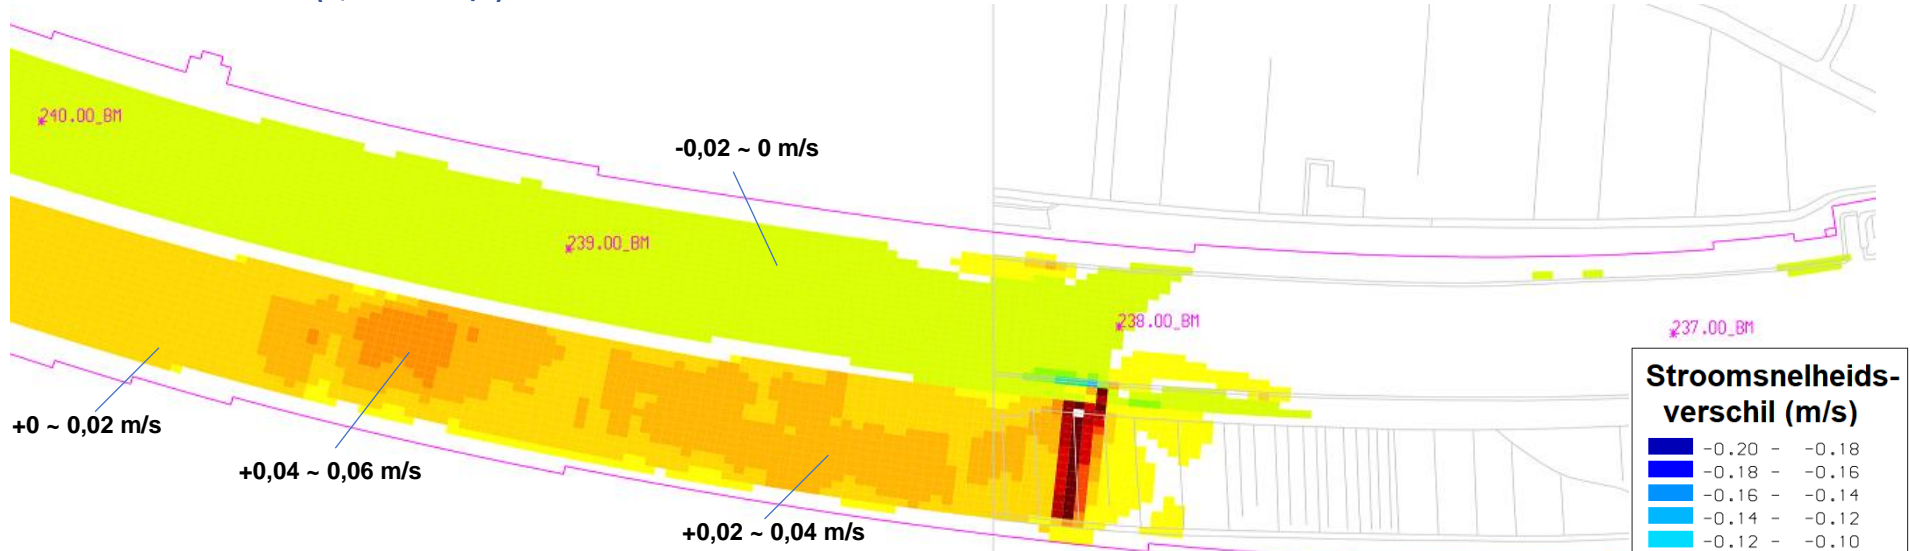 240.00_BM
-0,02 ~ 0 m/s
239.00_BM
238.00_BM
237.00_BM
+0 ~ 0,02 m/s
+0,04 ~ 0,06 m/s
+0,02 ~ 0,04 m/s
Stroomsnelheids-
verschil (m/s)
-0.20 - -0.18
-0.18 - -0.16
-0.16 - -0.14
-0.14 - -0.12
-0.12 - -0.10